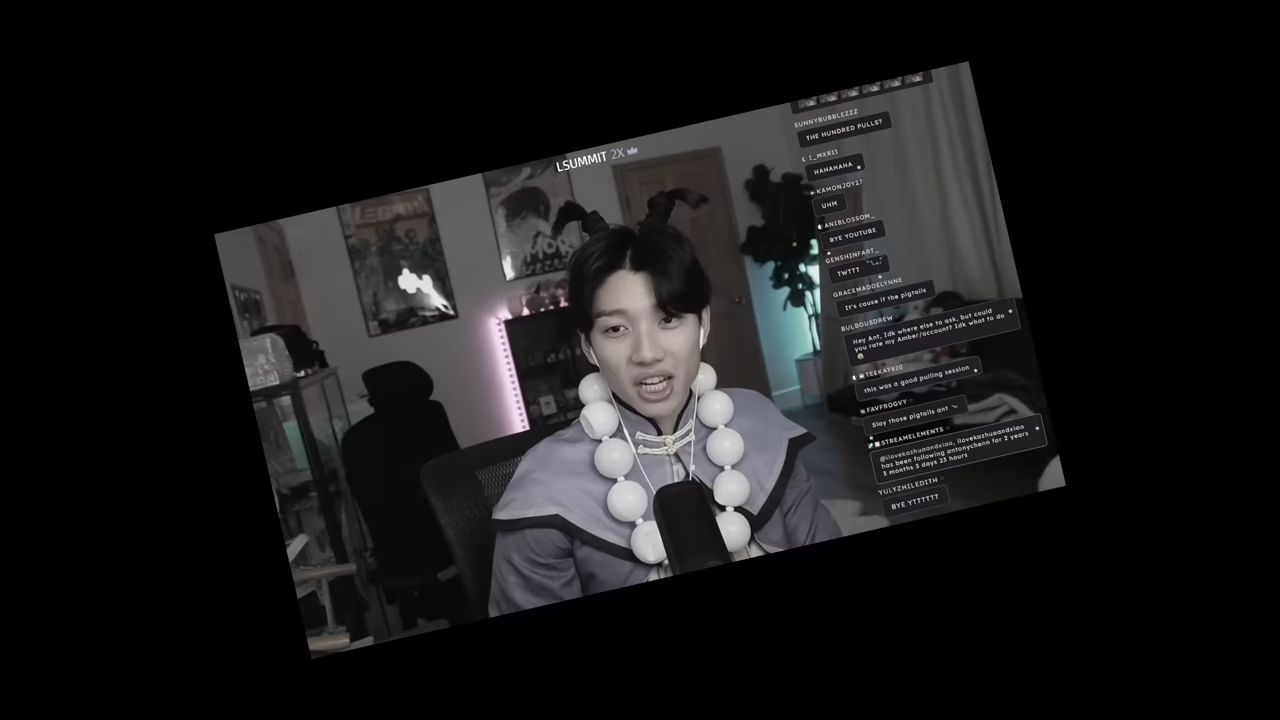 LSUMMIT 2X
SUNNYBUBBLEZZZ
THE HUNDRED PULLS?
I_MXRII
HAHAHAHA
KAMONJOY27
UHM
ANIBLOSSOM_
BYE YOUTUBE
GENSHINFART_
TWTTT
GRACEMADDELYNNE
It's cause if the pigtails
BULBOUSDREW
Hey Ant, Idk where else to ask, but could
you rate my Amber/account? Idk what to do
TEEKAY820
this was a good pulling session
FAVFROGVY
Slay those pigtails ant
STREAMELEMENTS
@ilovekazhuaandxiao, ilovekazhuaandxiao
has been following antonychenn for 2 years
3 months 3 days 23 hours
YULYZHILEDITH
BYE YTTTTTT